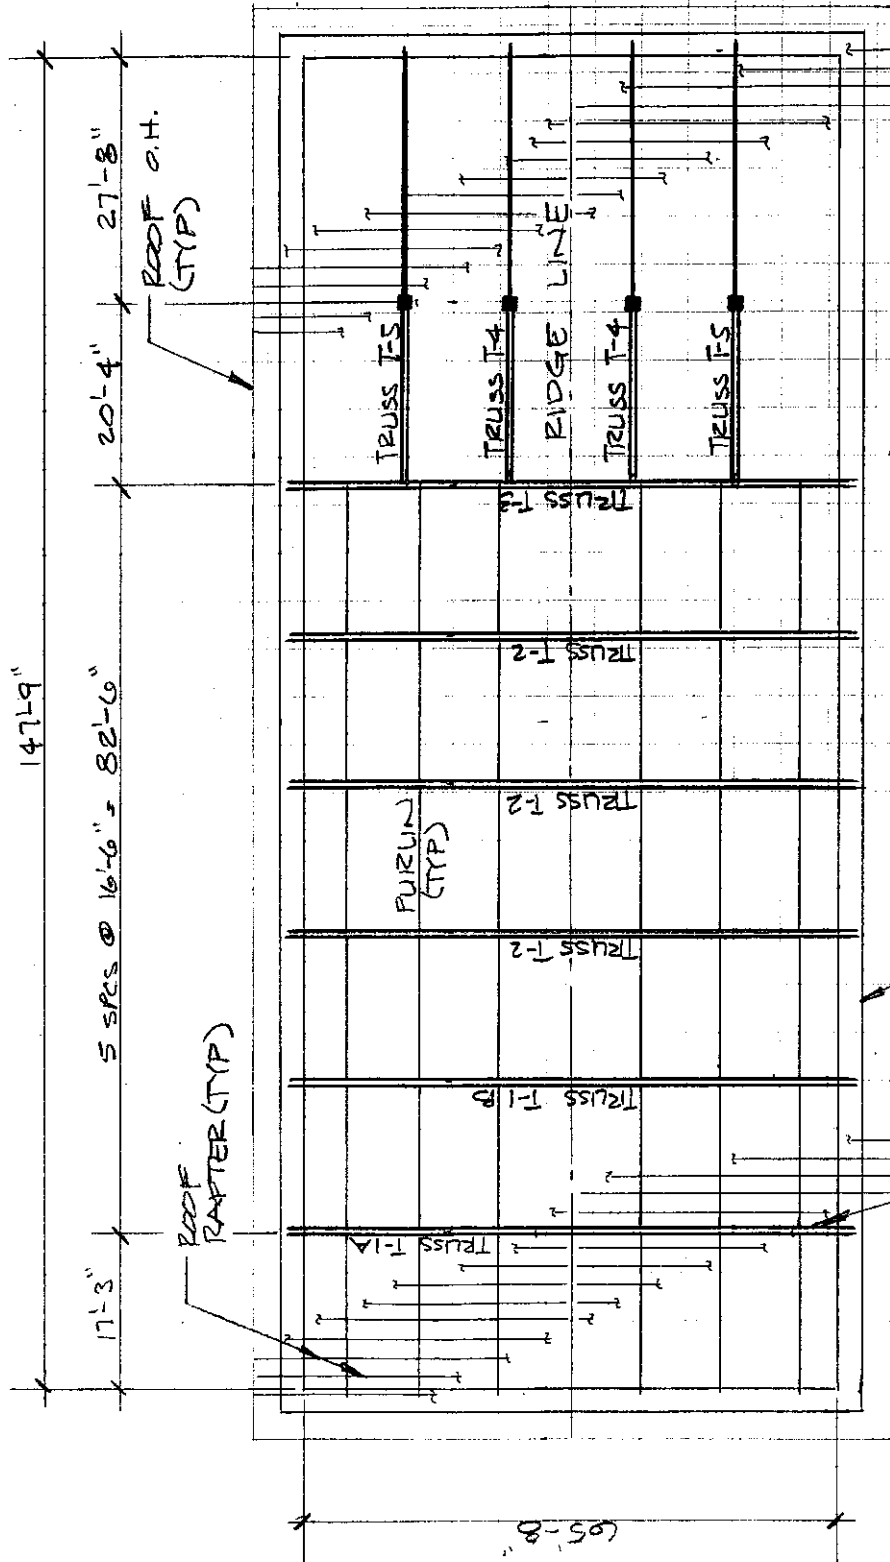 147'-9"
27'-8"
20'-4"
5 SPCS @ 16'-6" = 82'-6"
17'-3"
ROOF O.H.
(TYP)
TRUSS T-5
TRUSS T-4
RIDGE LINE
TRUSS T-4
TRUSS T-5
TRUSS T-3
TRUSS T-2
TRUSS T-2
PURLIN
(TYP)
TRUSS T-2
TRUSS T-1B
ROOF
RAFTER (TYP)
TRUSS T-1A
65'-8"